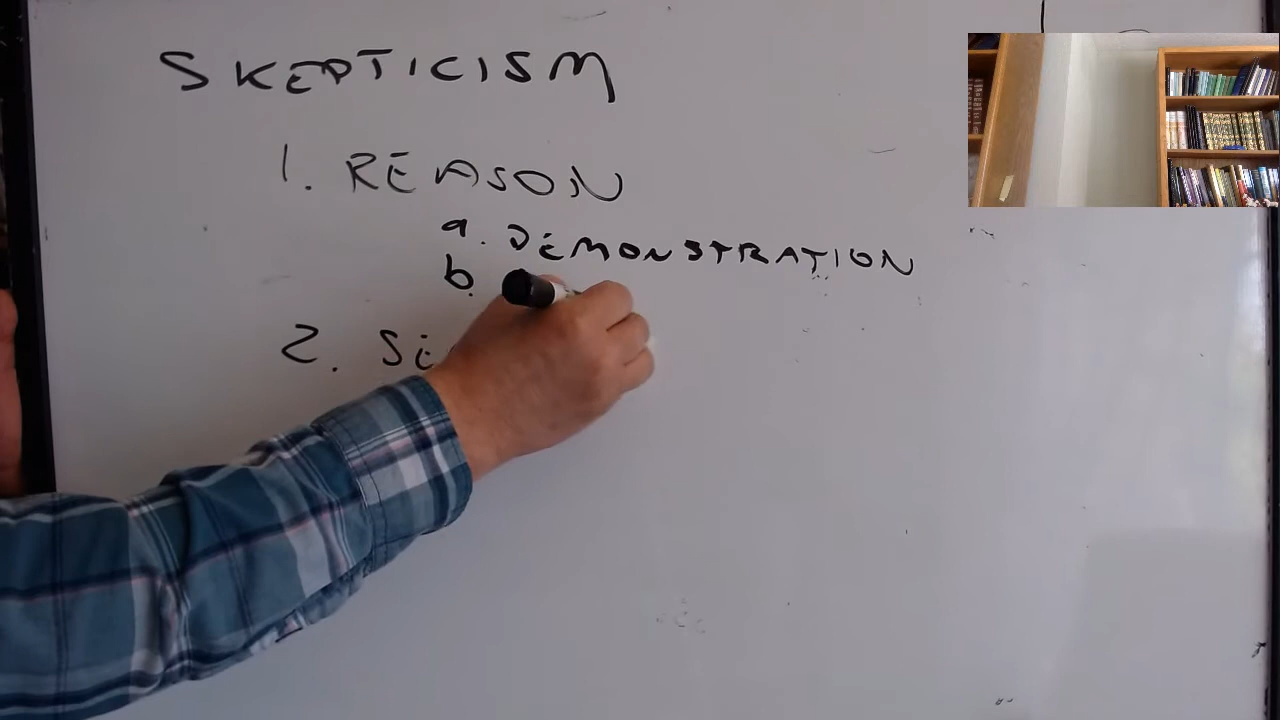 SKEPTICISM
1. REASON
a. DEMONSTRATION
b.
2.